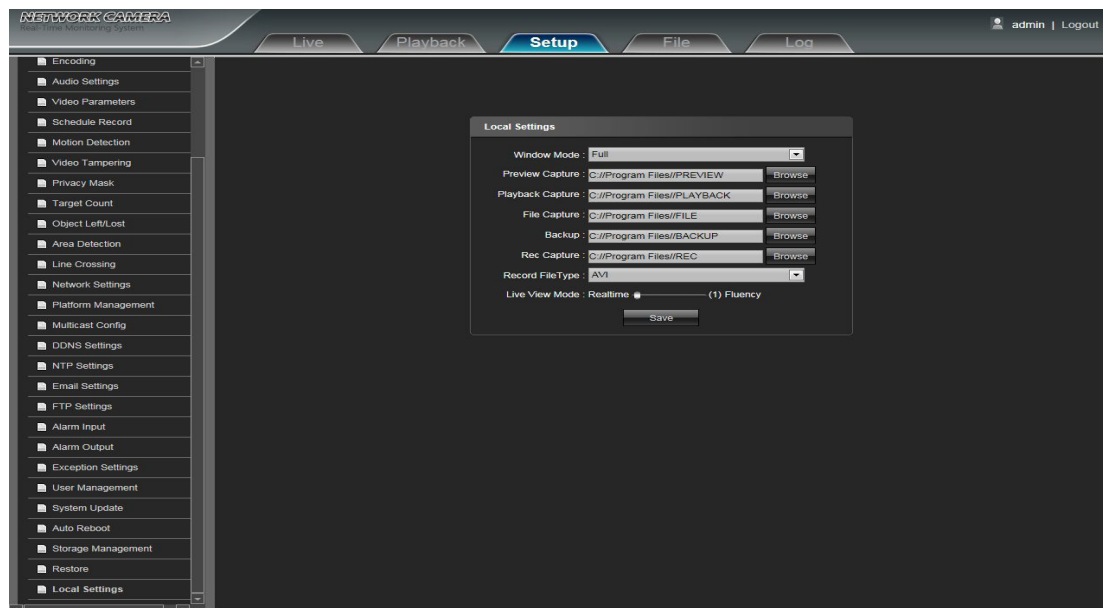 NETWORK CAMERA
Real-Time Monitoring System
admin | Logout
Live
Playback
Setup
File
Log
Encoding
Audio Settings
Video Parameters
Schedule Record
Motion Detection
Video Tampering
Privacy Mask
Target Count
Object Left/Lost
Area Detection
Line Crossing
Network Settings
Platform Management
Multicast Config
DDNS Settings
NTP Settings
Email Settings
FTP Settings
Alarm Input
Alarm Output
Exception Settings
User Management
System Update
Auto Reboot
Storage Management
Restore
Local Settings
Local Settings
Window Mode : Full
Preview Capture : C://Program Files//PREVIEW Browse
Playback Capture : C://Program Files//PLAYBACK Browse
File Capture : C://Program Files//FILE Browse
Backup : C://Program Files//BACKUP Browse
Rec Capture : C://Program Files//REC Browse
Record FileType : AVI
Live View Mode : Realtime (1) Fluency
Save